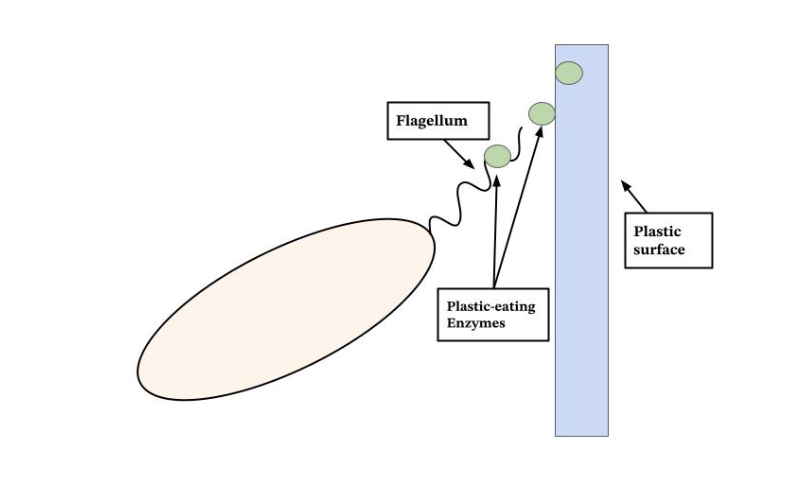 Flagellum
Plastic
surface
Plastic-eating
Enzymes